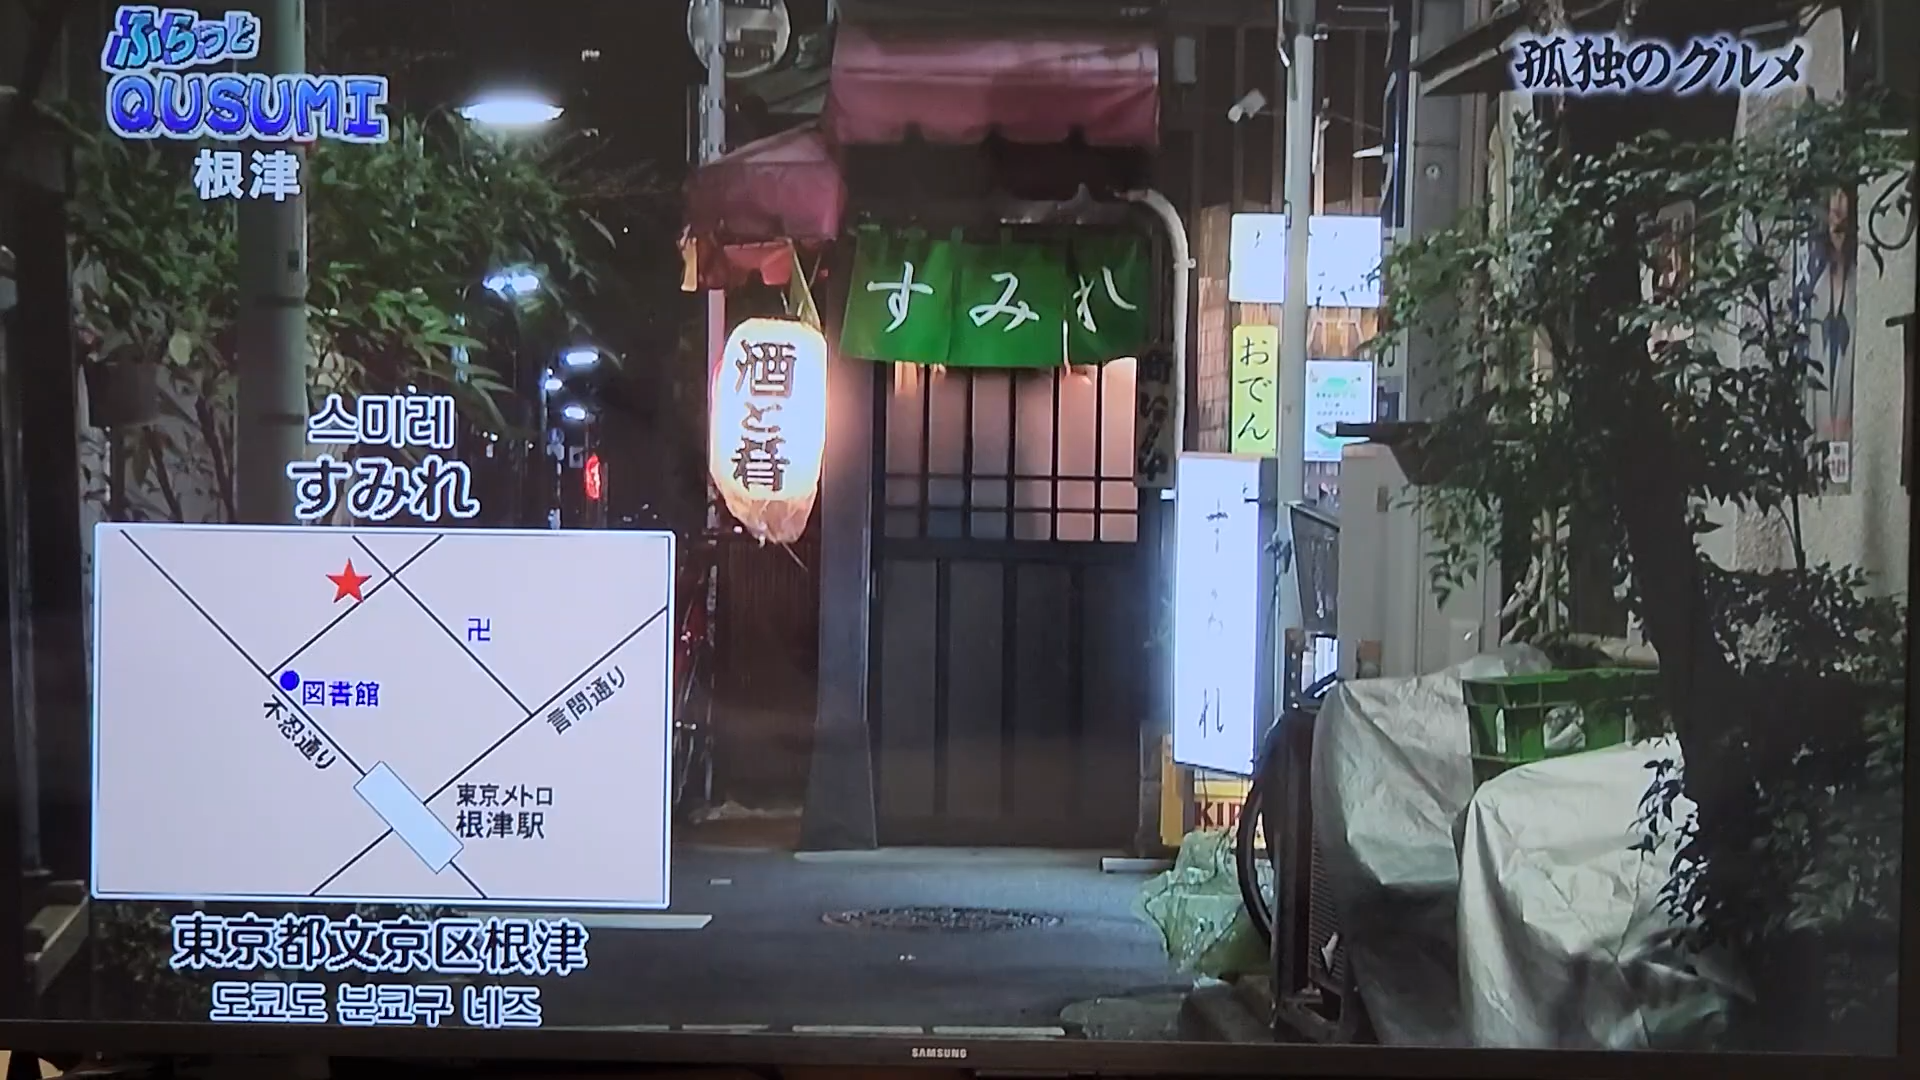 ふらっと
QUSUMI
根津
孤独のグルメ
すみれ
酒と肴
おでん
스미레
すみれ
卍
図書館
不忍通り
言問通り
東京メトロ
根津駅
東京都文京区根津
도쿄도 분쿄구 네즈
すみれ
SAMSUNG